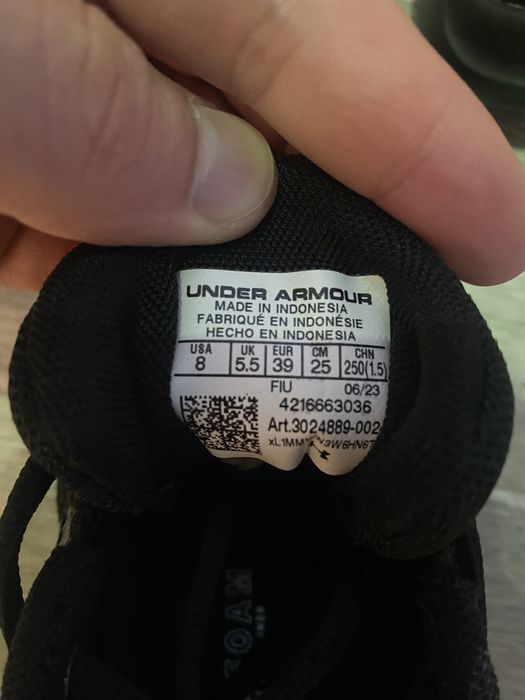 UNDER ARMOUR
MADE IN INDONESIA
FABRIQUÉ EN INDONÉSIE
HECHO EN INDONESIA
USA UK EUR CM CHN
8 5.5 39 25 250(1.5)
FIU 06/23
4216663036
Art.3024889-002
FOAM